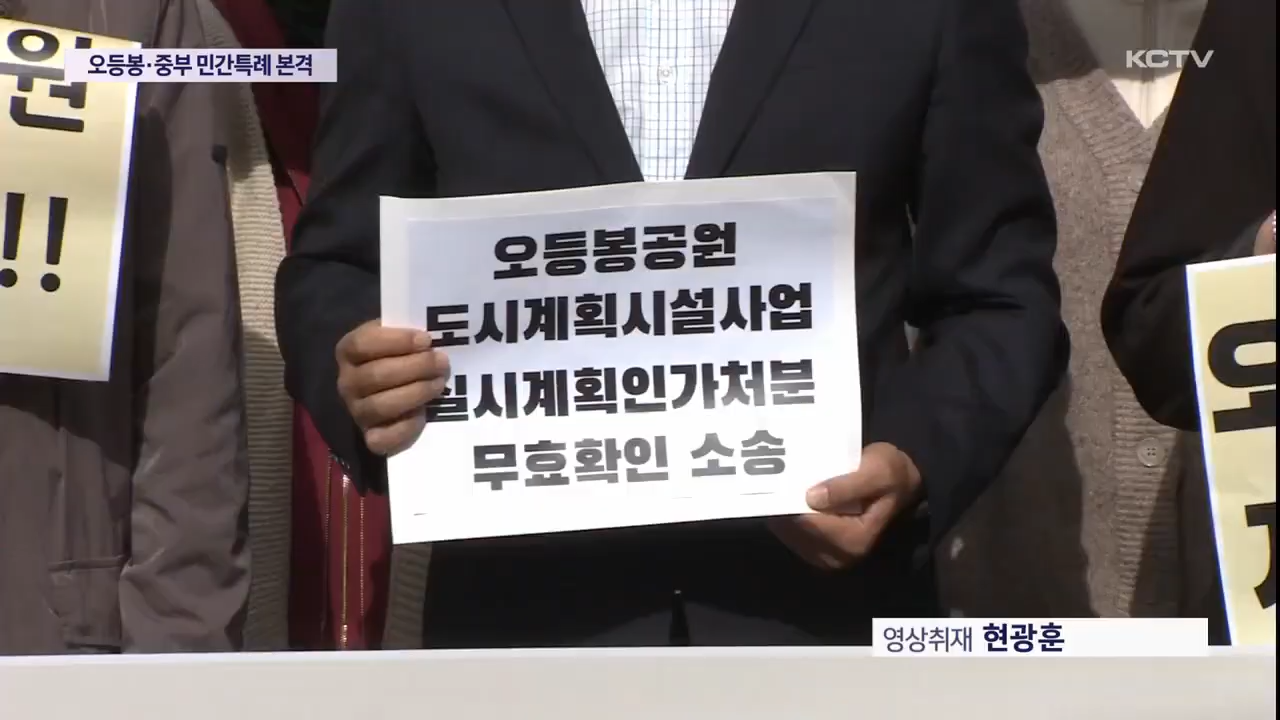 오등봉·중부 민간특례 본격
KCTV
원
!!
오등봉공원
도시계획시설사업
실시계획인가처분
무효확인 소송
영상취재 현광훈